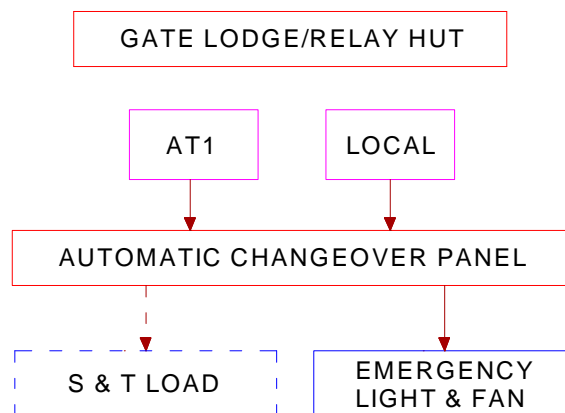 GATE LODGE/RELAY HUT
AT1
LOCAL
AUTOMATIC CHANGEOVER PANEL
S & T LOAD
EMERGENCY
LIGHT & FAN